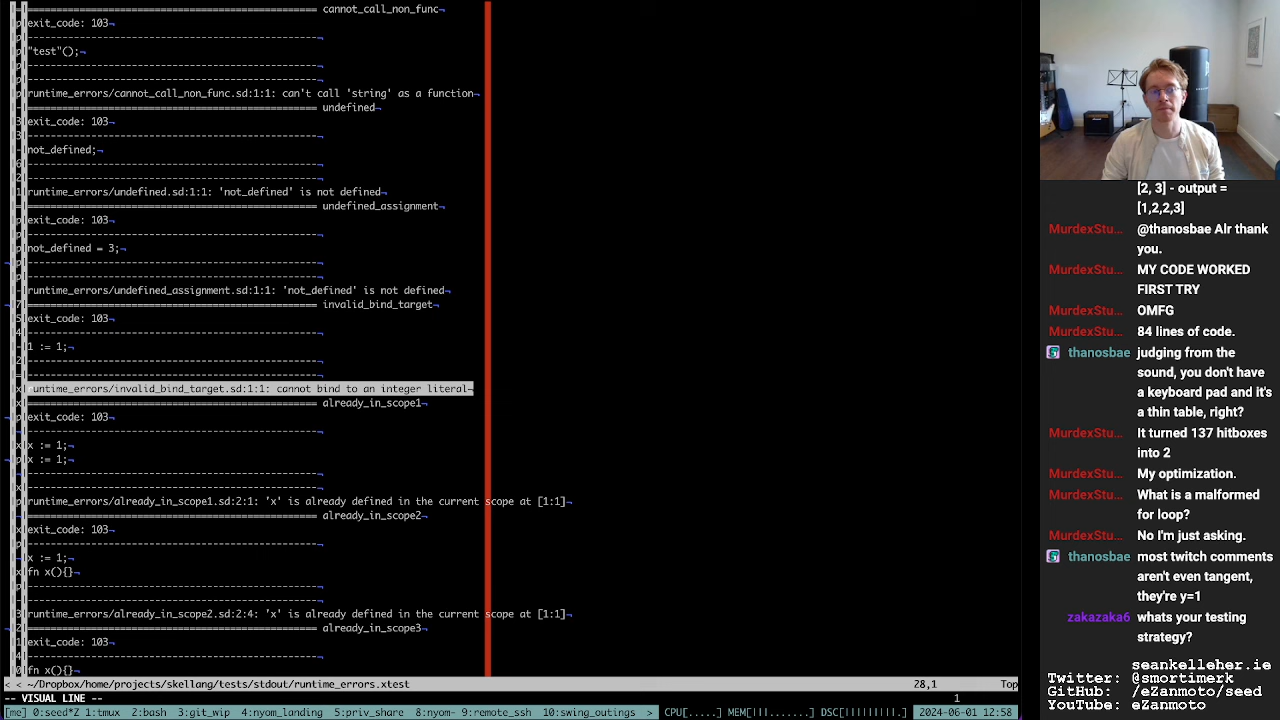 ================================================== cannot_call_non_func
exit_code: 103
--------------------------------------------------
"test"();
--------------------------------------------------
--------------------------------------------------
runtime_errors/cannot_call_non_func.sd:1:1: can't call 'string' as a function
================================================== undefined
exit_code: 103
--------------------------------------------------
not_defined;
--------------------------------------------------
--------------------------------------------------
runtime_errors/undefined.sd:1:1: 'not_defined' is not defined
================================================== undefined_assignment
exit_code: 103
--------------------------------------------------
not_defined = 3;
--------------------------------------------------
--------------------------------------------------
runtime_errors/undefined_assignment.sd:1:1: 'not_defined' is not defined
================================================== invalid_bind_target
exit_code: 103
--------------------------------------------------
1 := 1;
--------------------------------------------------
--------------------------------------------------
runtime_errors/invalid_bind_target.sd:1:1: cannot bind to an integer literal
================================================== already_in_scope1
exit_code: 103
--------------------------------------------------
x := 1;
x := 1;
--------------------------------------------------
--------------------------------------------------
runtime_errors/already_in_scope1.sd:2:1: 'x' is already defined in the current scope at [1:1]
================================================== already_in_scope2
exit_code: 103
--------------------------------------------------
x := 1;
fn x(){}
--------------------------------------------------
--------------------------------------------------
runtime_errors/already_in_scope2.sd:2:4: 'x' is already defined in the current scope at [1:1]
================================================== already_in_scope3
exit_code: 103
--------------------------------------------------
fn x(){}
< < ~/Dropbox/home/projects/skellang/tests/stdout/runtime_errors.xtest 28,1 Top
-- VISUAL LINE -- 1
[me] 0:seed*Z 1:tmux 2:bash 3:git_wip 4:nyom_landing 5:priv_share 8:nyom- 9:remote_ssh 10:swing_outings > CPU[.....] MEM[|||.......] DSC[|||||||||.] 2024-06-01 12:58
[2, 3] - output =
[1,2,2,3]
MurdexStu... @thanosbae Alr thank
you.
MurdexStu... MY CODE WORKED
FIRST TRY
MurdexStu... OMFG
MurdexStu... 84 lines of code.
thanosbae judging from the
sound, you don't have
a keyboard pad and it's
a thin table, right?
MurdexStu... It turned 137 hitboxes
into 2
MurdexStu... My optimization.
MurdexStu... What is a malformed
for loop?
MurdexStu... No I'm just asking.
thanosbae most twitch comments
aren't even tangent,
they're y=1
zakazaka6 whats your testing
strategy?
Website: seankelleher.ie
Twitter: @smortimerk
GitHub: @ezanmoto